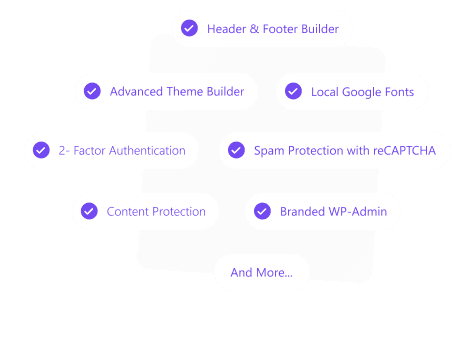 Header & Footer Builder
Advanced Theme Builder
Local Google Fonts
2- Factor Authentication
Spam Protection with reCAPTCHA
Content Protection
Branded WP-Admin
And More...